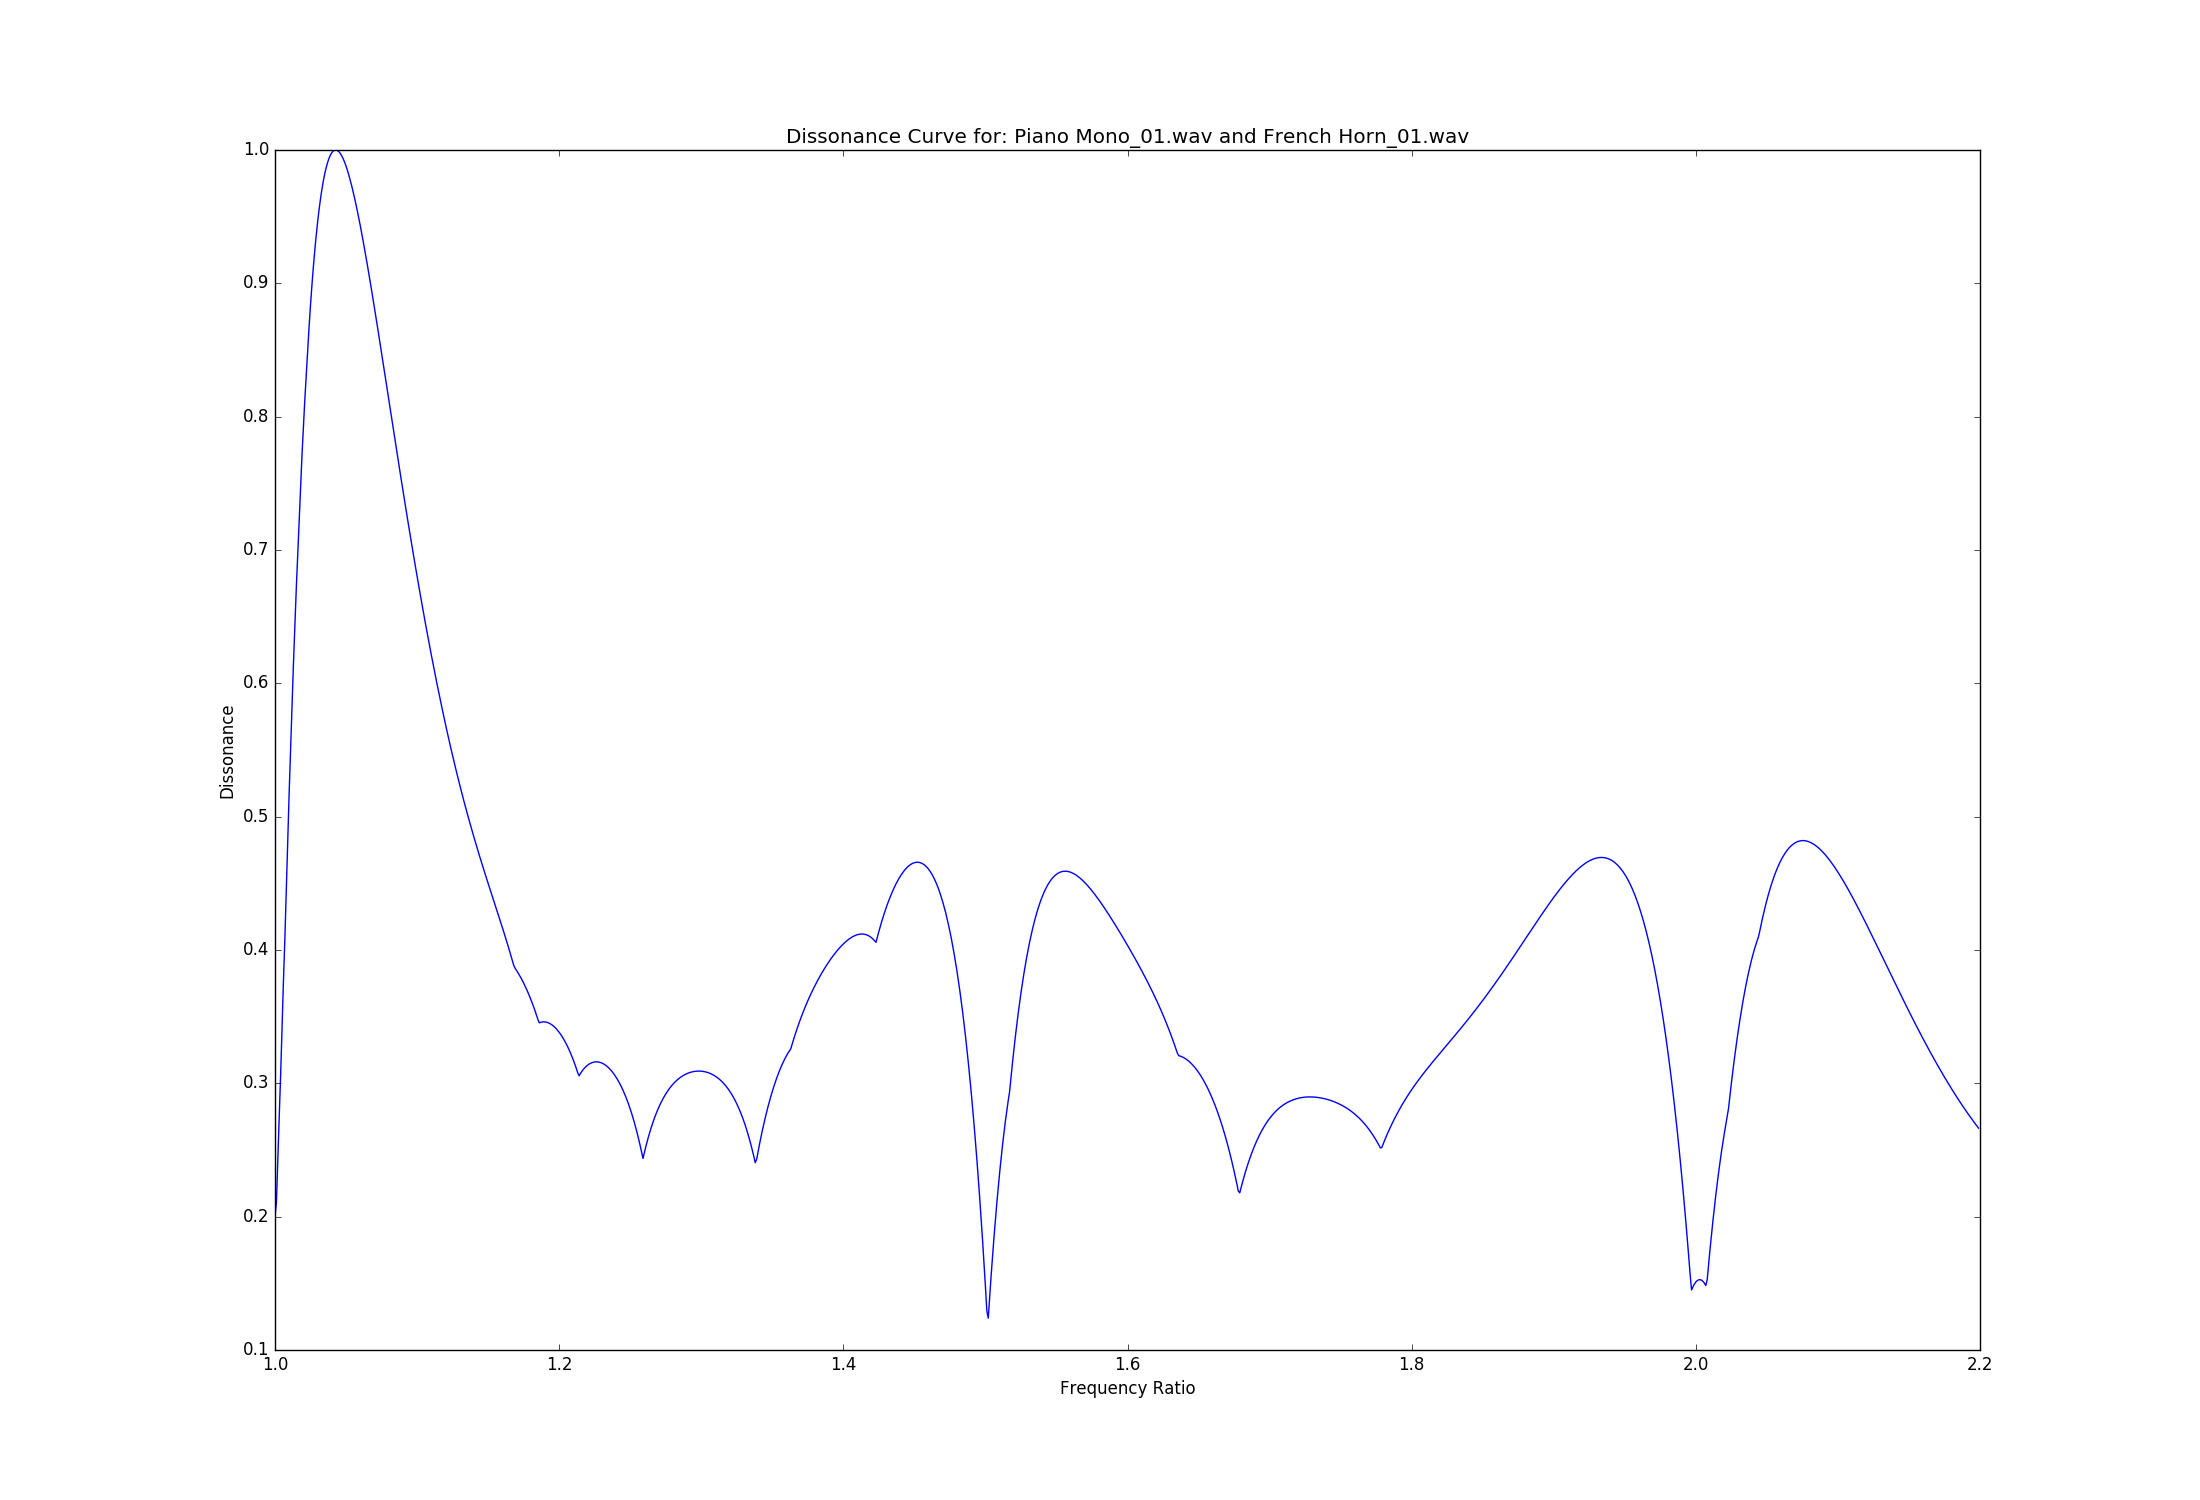 Dissonance Curve for: Piano Mono_01.wav and French Horn_01.wav
1.0
0.9
0.8
0.7
0.6
0.5
0.4
0.3
0.2
0.1
Dissonance
1.0 1.2 1.4 1.6 1.8 2.0 2.2
Frequency Ratio